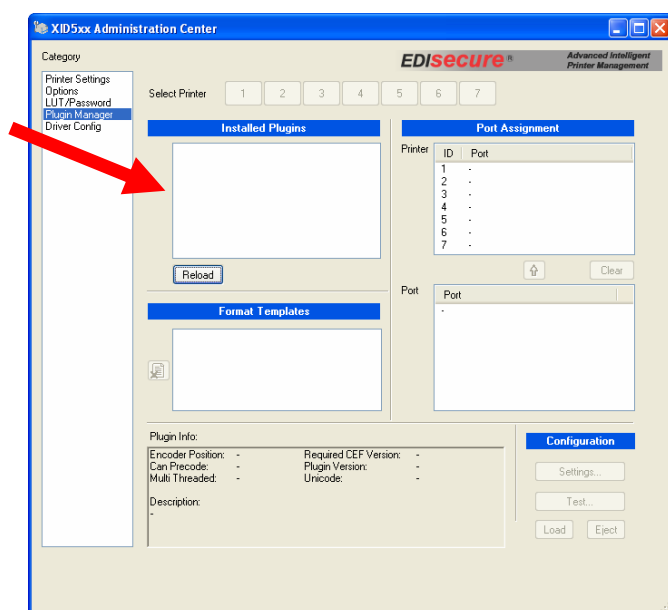 XID5xx Administration Center
Category
EDIsecure ®
Advanced Intelligent
Printer Management
Printer Settings
Options
LUT/Password
Plugin Manager
Driver Config
Select Printer 1 2 3 4 5 6 7
Installed Plugins
Port Assignment
Printer
ID Port
1 -
2 -
3 -
4 -
5 -
6 -
7 -
Reload
Clear
Format Templates
Port
Port
-
Plugin Info:
Encoder Position: - Required CEF Version: -
Can Precode: - Plugin Version: -
Multi Threaded: - Unicode: -
Description:
-
Configuration
Settings...
Test...
Load Eject